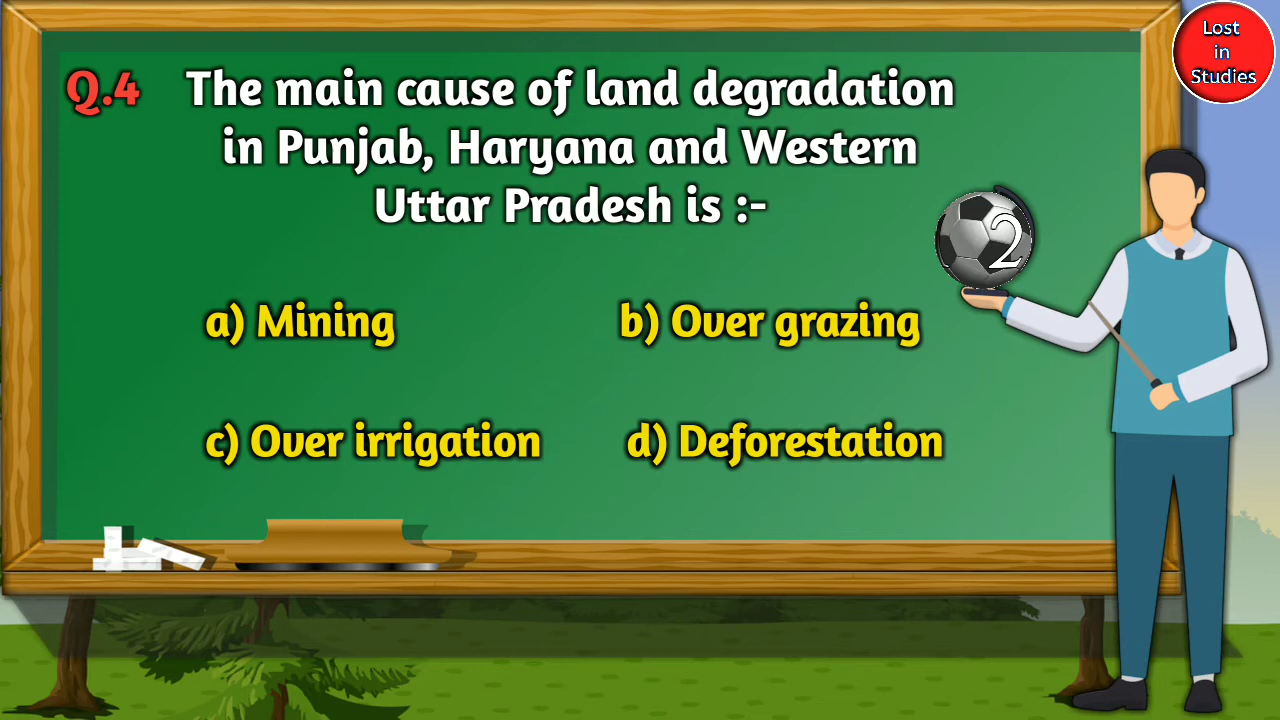 Q.4 The main cause of land degradation
in Punjab, Haryana and Western
Uttar Pradesh is :-
a) Mining b) Over grazing
c) Over irrigation d) Deforestation
2
Lost
in
Studies